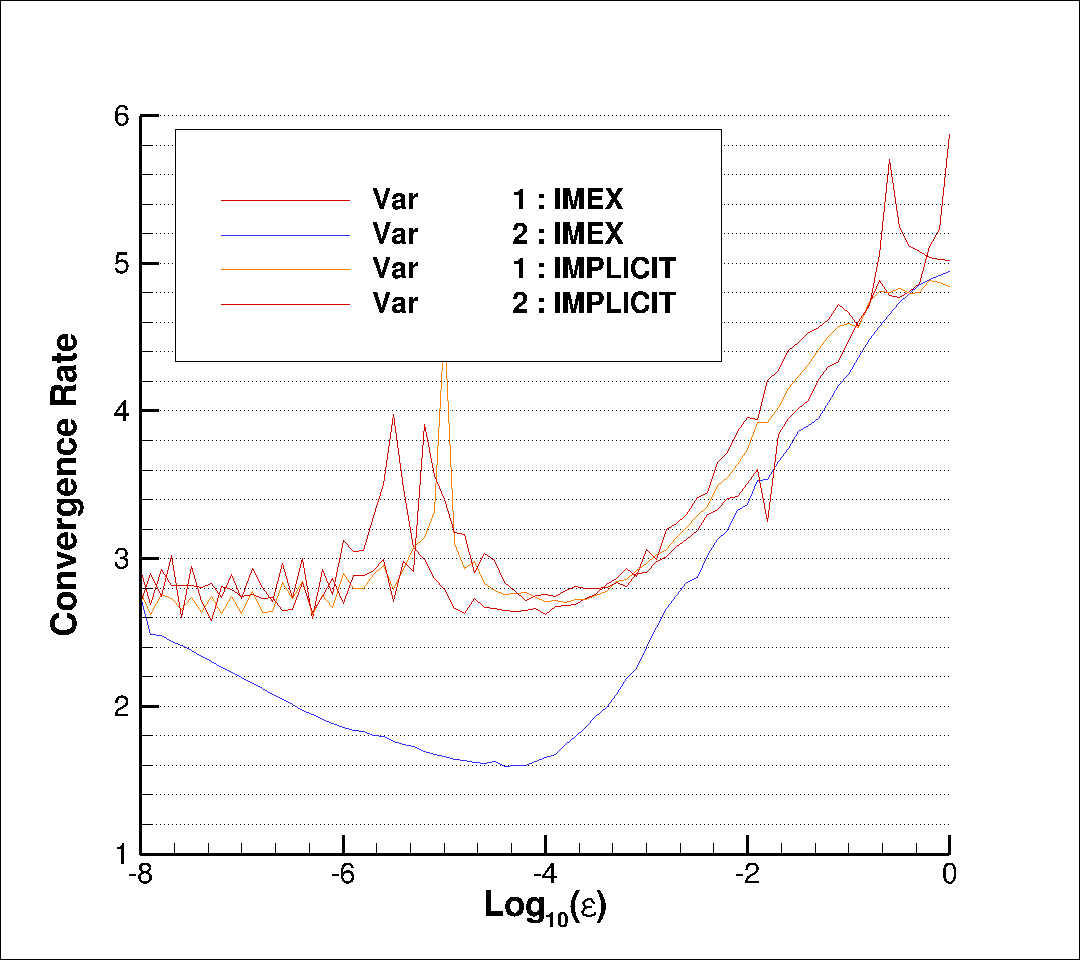 6
Var 1 : IMEX
Var 2 : IMEX
Var 1 : IMPLICIT
Var 2 : IMPLICIT
5
4
3
2
1
Convergence Rate
-8 -6 -4 -2 0
Log10(ε)